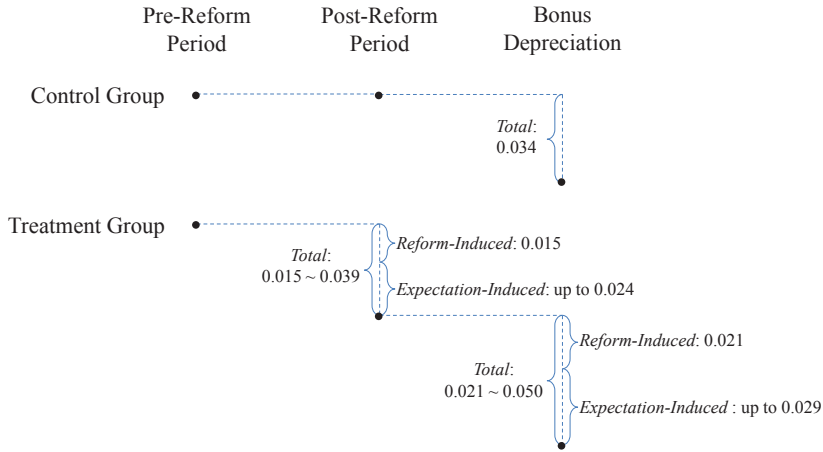 Pre-Reform
Period
Post-Reform
Period
Bonus
Depreciation
Control Group
Total:
0.034
Treatment Group
Total:
0.015 ~ 0.039
Reform-Induced: 0.015
Expectation-Induced: up to 0.024
Total:
0.021 ~ 0.050
Reform-Induced: 0.021
Expectation-Induced : up to 0.029